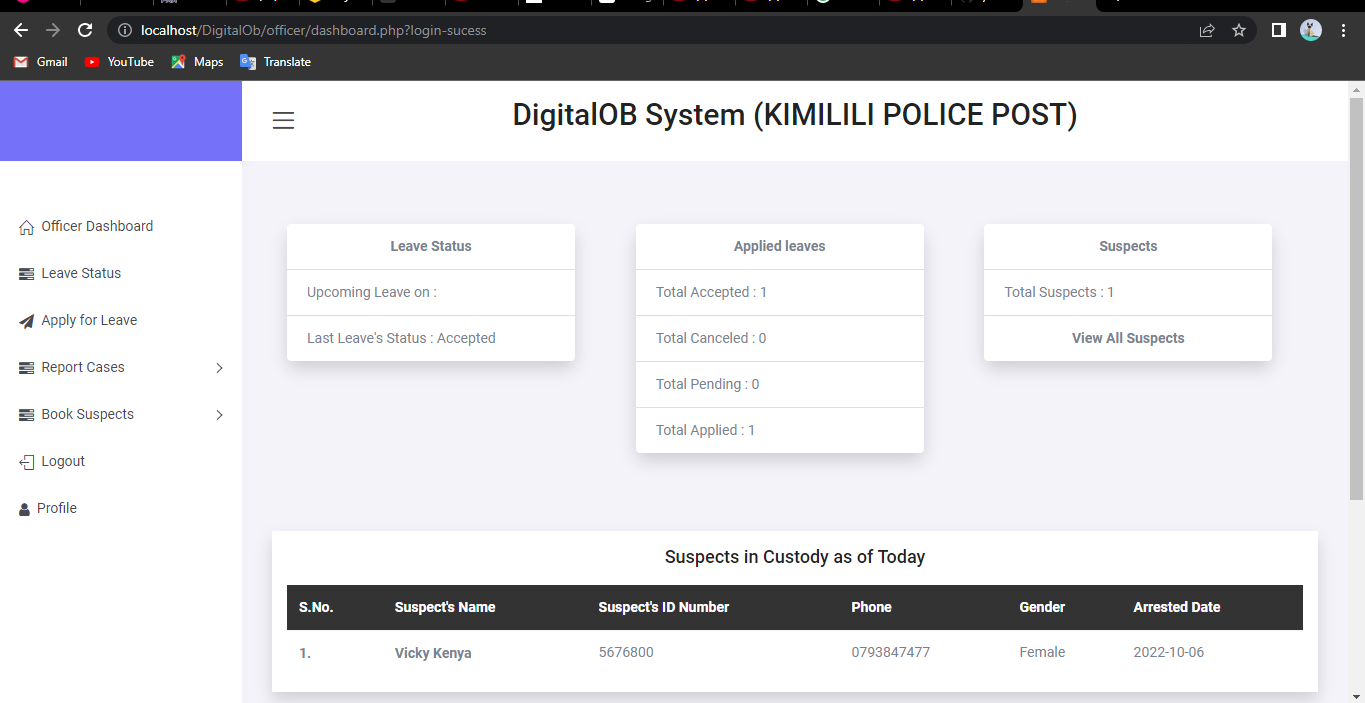 localhost/DigitalOb/officer/dashboard.php?login-sucess
Gmail YouTube Maps Translate
DigitalOB System (KIMILILI POLICE POST)
Officer Dashboard
Leave Status
Apply for Leave
Report Cases
Book Suspects
Logout
Profile
Leave Status
Upcoming Leave on :
Last Leave's Status : Accepted
Applied leaves
Total Accepted : 1
Total Canceled : 0
Total Pending : 0
Total Applied : 1
Suspects
Total Suspects : 1
View All Suspects
Suspects in Custody as of Today
S.No. Suspect's Name Suspect's ID Number Phone Gender Arrested Date
1. Vicky Kenya 5676800 0793847477 Female 2022-10-06